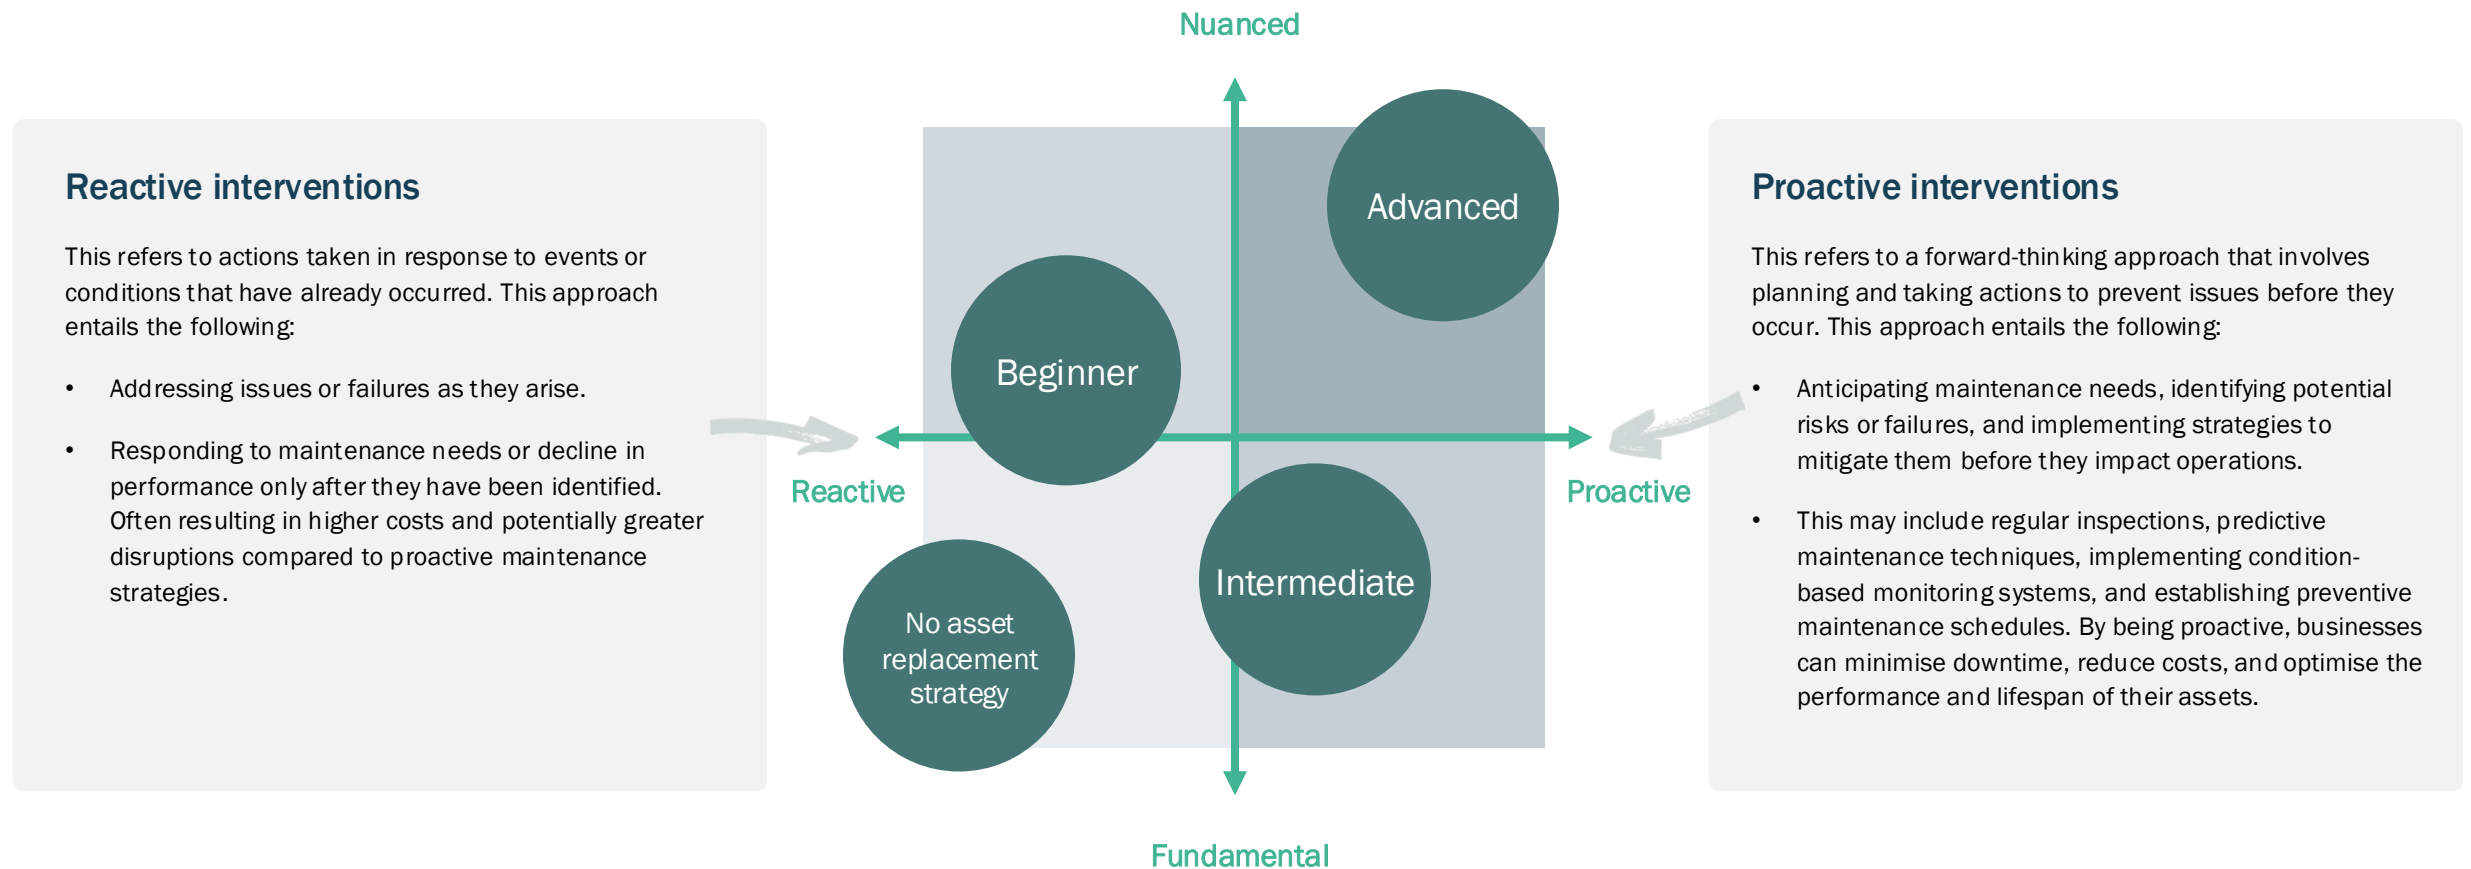 Nuanced
Reactive interventions
This refers to actions taken in response to events or
conditions that have already occurred. This approach
entails the following:
• Addressing issues or failures as they arise.
• Responding to maintenance needs or decline in
performance only after they have been identified.
Often resulting in higher costs and potentially greater
disruptions compared to proactive maintenance
strategies.
Advanced
Beginner
Reactive
Proactive
Intermediate
No asset
replacement
strategy
Fundamental
Proactive interventions
This refers to a forward-thinking approach that involves
planning and taking actions to prevent issues before they
occur. This approach entails the following:
• Anticipating maintenance needs, identifying potential
risks or failures, and implementing strategies to
mitigate them before they impact operations.
• This may include regular inspections, predictive
maintenance techniques, implementing condition-
based monitoring systems, and establishing preventive
maintenance schedules. By being proactive, businesses
can minimise downtime, reduce costs, and optimise the
performance and lifespan of their assets.